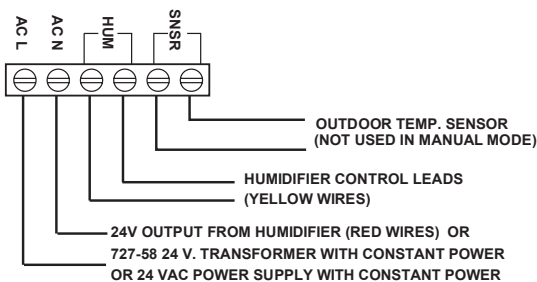 AC L
AC N
HUM
SNSR
OUTDOOR TEMP. SENSOR
(NOT USED IN MANUAL MODE)
HUMIDIFIER CONTROL LEADS
(YELLOW WIRES)
24V OUTPUT FROM HUMIDIFIER (RED WIRES) OR
727-58 24 V. TRANSFORMER WITH CONSTANT POWER
OR 24 VAC POWER SUPPLY WITH CONSTANT POWER